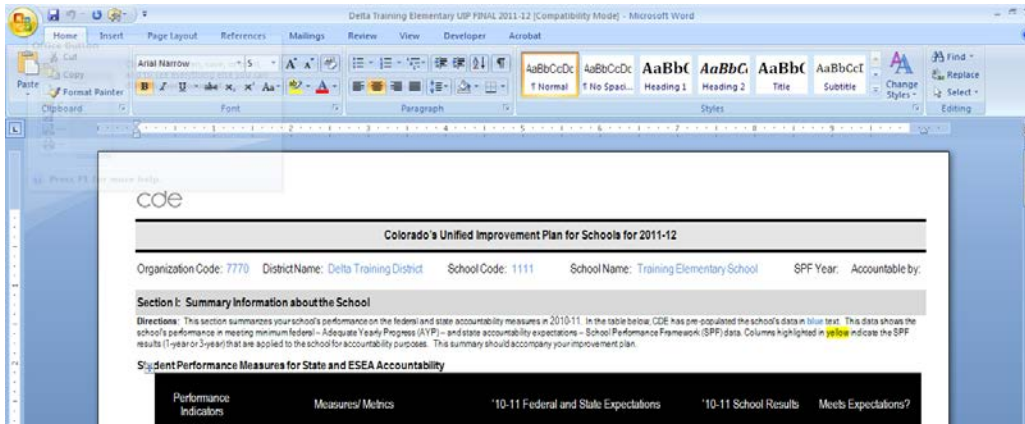 Delta Training Elementary UIP FINAL 2011-12 [Compatibility Mode] - Microsoft Word
Home Insert Page Layout References Mailings Review View Developer Acrobat
Office Button
Paste
Cut
Copy
Format Painter
Clipboard
Arial Narrow 5
Font
Paragraph
AaBbCcDc AaBbCcDc AaBbC AaBbC AaBbC AaBbCcI
¶ Normal ¶ No Spaci... Heading 1 Heading 2 Title Subtitle
Change Styles
Styles
Find
Replace
Select
Editing
Press F1 for more help.
cde
Colorado's Unified Improvement Plan for Schools for 2011-12
Organization Code: 7770 District Name: Delta Training District School Code: 1111 School Name: Training Elementary School SPF Year: Accountable by:
Section I: Summary Information about the School
Directions: This section summarizes your school's performance on the federal and state accountability measures in 2010-11. In the table below, CDE has pre-populated the school's data in blue text. This data shows the
school's performance in meeting minimum federal – Adequate Yearly Progress (AYP) – and state accountability expectations – School Performance Framework (SPF) data. Columns highlighted in yellow indicate the SPF
results (1-year or 3-year) that are applied to the school for accountability purposes. This summary should accompany your improvement plan.
Student Performance Measures for State and ESEA Accountability
Performance Indicators Measures/ Metrics '10-11 Federal and State Expectations '10-11 School Results Meets Expectations?